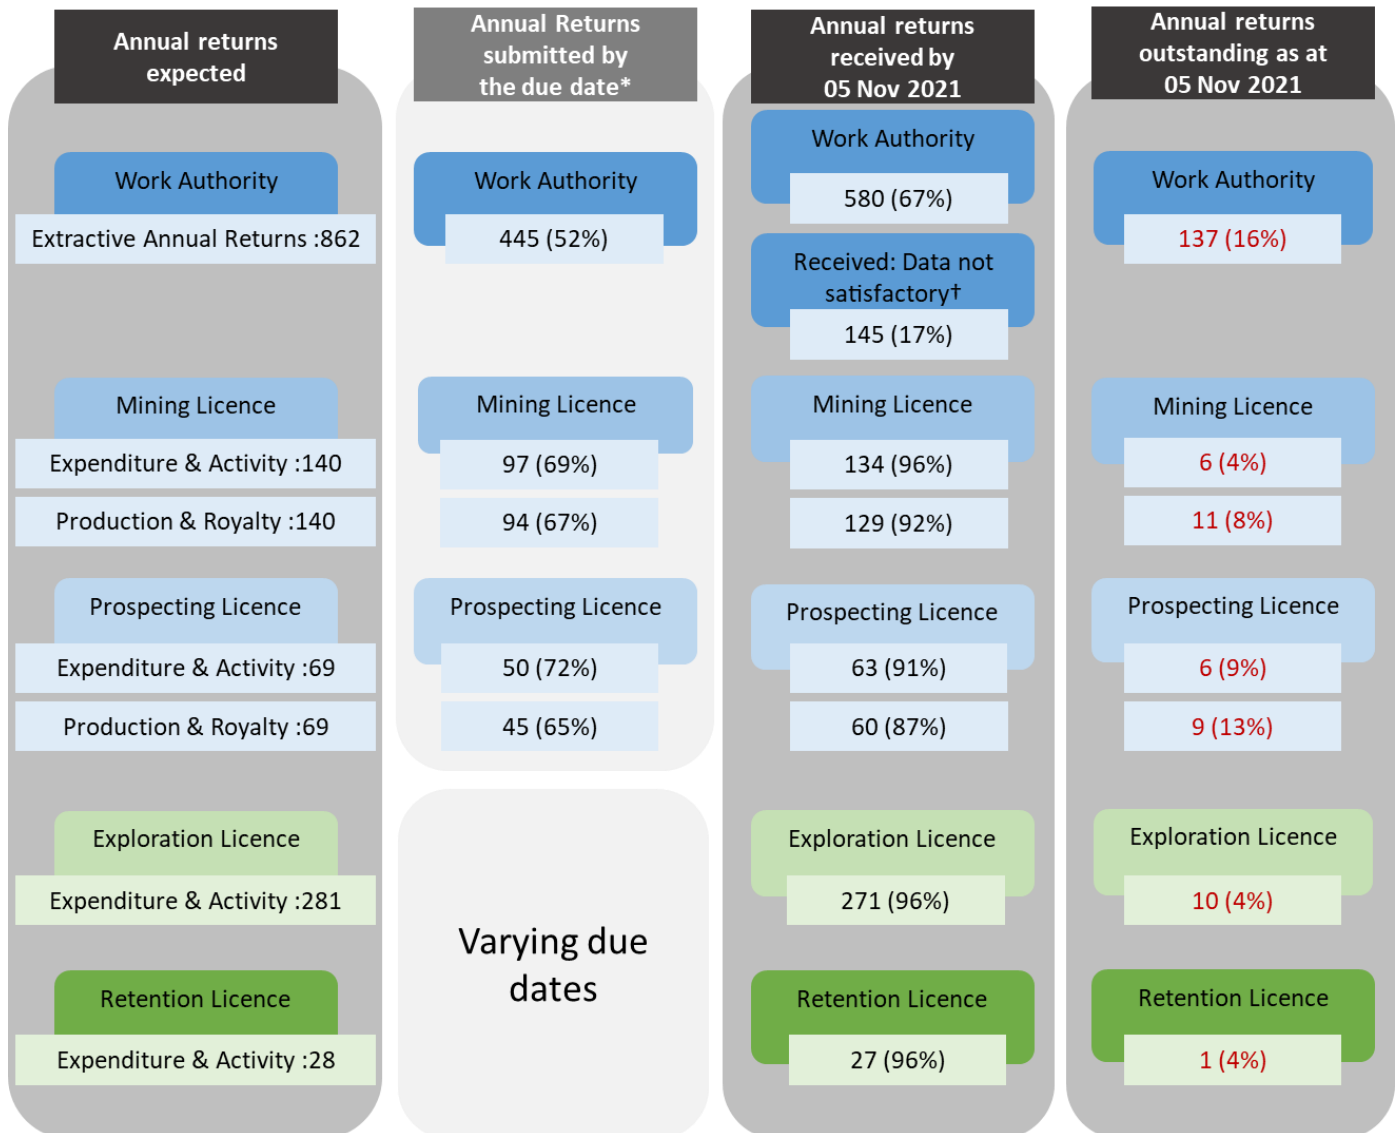 Annual returns
expected
Work Authority
Extractive Annual Returns :862
Mining Licence
Expenditure & Activity :140
Production & Royalty :140
Prospecting Licence
Expenditure & Activity :69
Production & Royalty :69
Exploration Licence
Expenditure & Activity :281
Retention Licence
Expenditure & Activity :28
Annual Returns
submitted by
the due date*
Work Authority
445 (52%)
Mining Licence
97 (69%)
94 (67%)
Prospecting Licence
50 (72%)
45 (65%)
Varying due
dates
Annual returns
received by
05 Nov 2021
Work Authority
580 (67%)
Received: Data not
satisfactory†
145 (17%)
Mining Licence
134 (96%)
129 (92%)
Prospecting Licence
63 (91%)
60 (87%)
Exploration Licence
271 (96%)
Retention Licence
27 (96%)
Annual returns
outstanding as at
05 Nov 2021
Work Authority
137 (16%)
Mining Licence
6 (4%)
11 (8%)
Prospecting Licence
6 (9%)
9 (13%)
Exploration Licence
10 (4%)
Retention Licence
1 (4%)